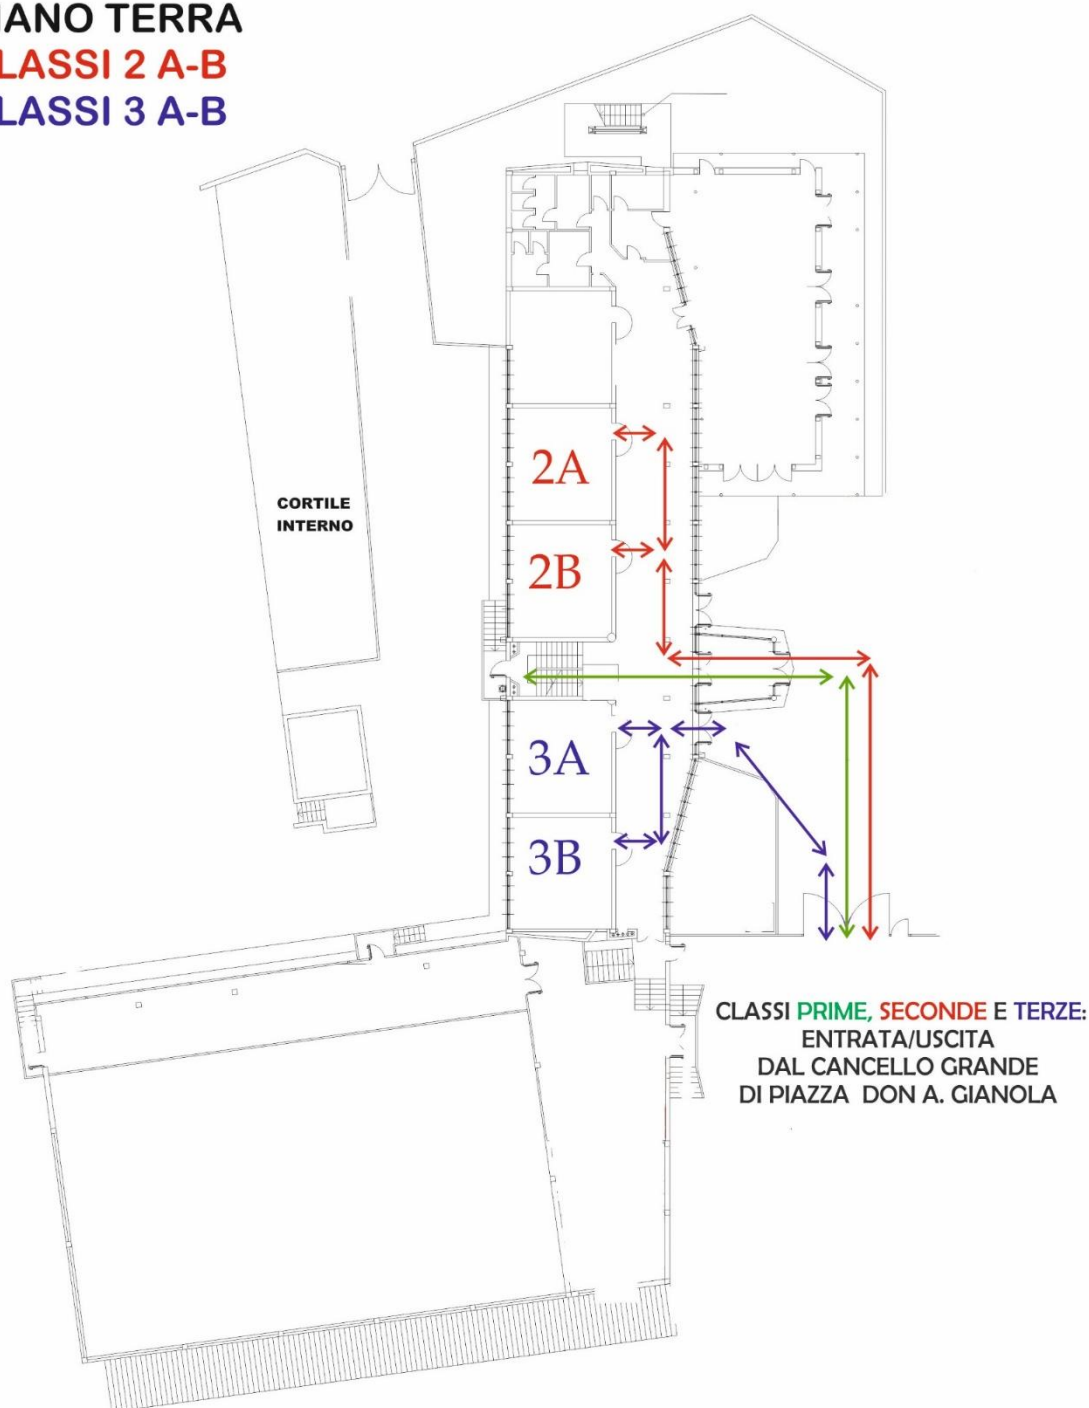 IANO TERRA
LASSI 2 A-B
LASSI 3 A-B
2A
CORTILE
INTERNO
2B
3A
3B
CLASSI PRIME, SECONDE E TERZE:
ENTRATA/USCITA
DAL CANCELLO GRANDE
DI PIAZZA DON A. GIANOLA